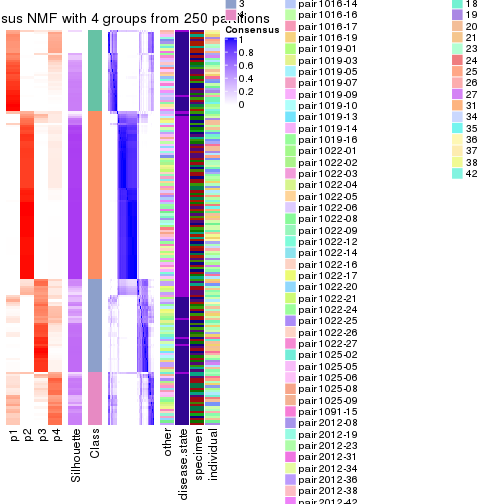 sus NMF with 4 groups from 250 partitions
3
4
Consensus
1
0.8
0.6
0.4
0.2
0
p1
p2
p3
p4
Silhouette
Class
other
disease.state
specimen
individual
pair1016-14
pair1016-16
pair1016-17
pair1016-19
pair1019-01
pair1019-03
pair1019-05
pair1019-07
pair1019-09
pair1019-10
pair1019-13
pair1019-14
pair1019-16
pair1022-01
pair1022-02
pair1022-03
pair1022-04
pair1022-05
pair1022-06
pair1022-08
pair1022-09
pair1022-12
pair1022-14
pair1022-16
pair1022-17
pair1022-20
pair1022-21
pair1022-24
pair1022-25
pair1022-26
pair1022-27
pair1025-02
pair1025-05
pair1025-06
pair1025-08
pair1025-09
pair1091-15
pair2012-08
pair2012-19
pair2012-23
pair2012-31
pair2012-34
pair2012-36
pair2012-38
pair2012-42
18
19
20
21
23
24
25
26
27
31
34
35
36
37
38
42